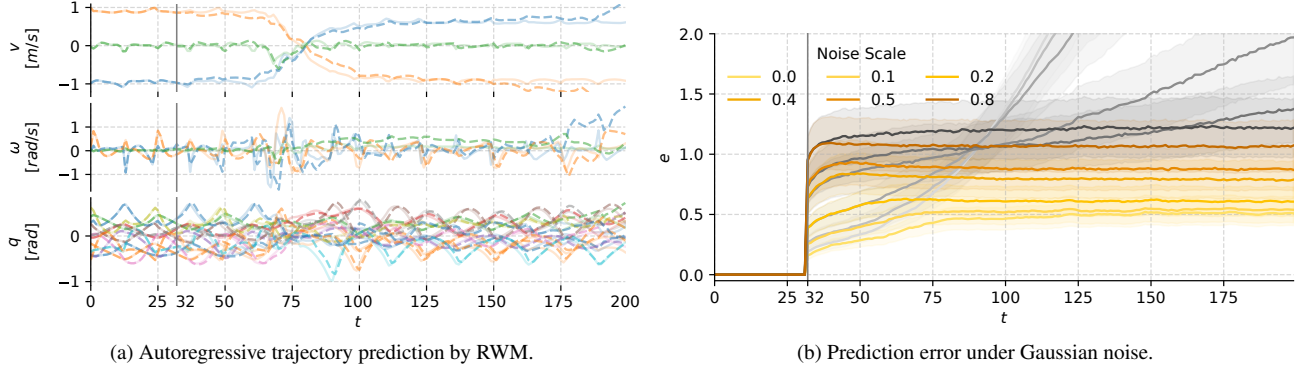 1
0
−1
v
[m/s]
1
0
−1
ω
[rad/s]
0
−1
q
[rad]
0 25 32 50 75 100 125 150 175 200
t
(a) Autoregressive trajectory prediction by RWM.
2.0
1.5
1.0
0.5
0.0
e
Noise Scale
0.0 0.1 0.2
0.4 0.5 0.8
0 25 32 50 75 100 125 150 175
t
(b) Prediction error under Gaussian noise.